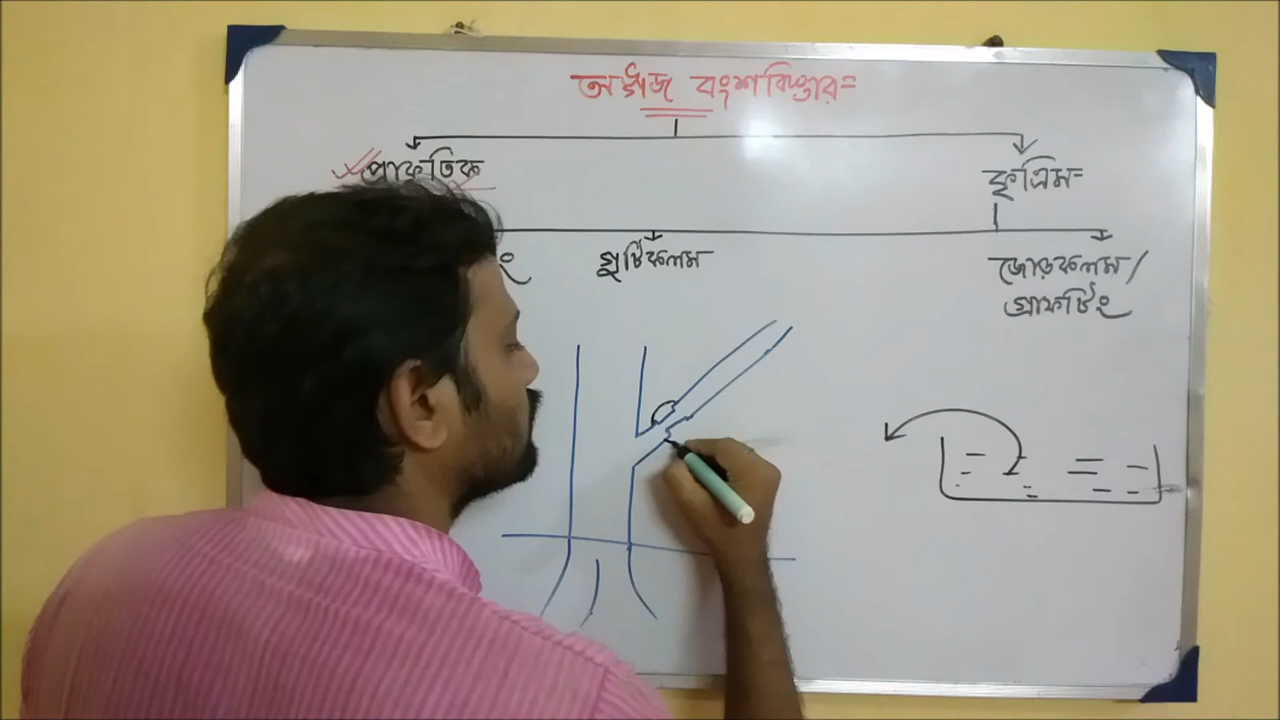 অঙ্গজ বংশবিস্তার=
প্রাকৃতিক
কৃত্রিম=
গুটিকলম
জোড়কলম/
গ্রাফটিং